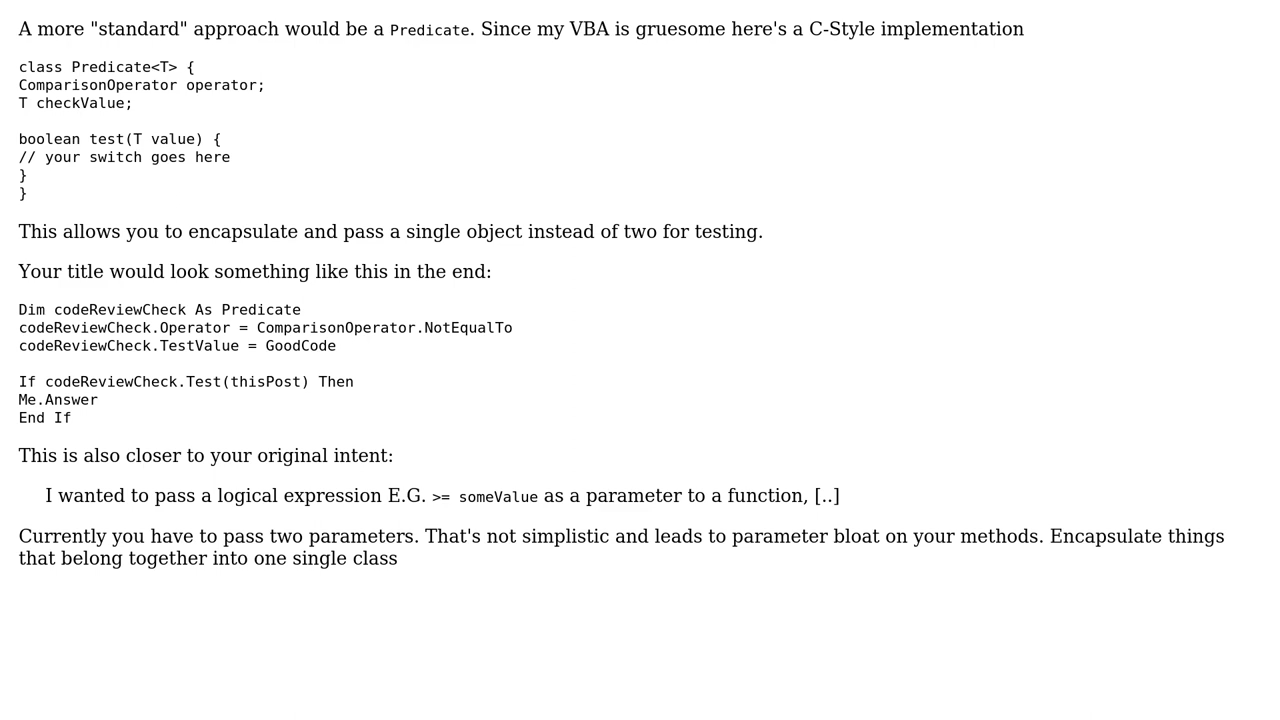 A more "standard" approach would be a Predicate. Since my VBA is gruesome here's a C-Style implementation
class Predicate<T> {
ComparisonOperator operator;
T checkValue;
boolean test(T value) {
// your switch goes here
}
}
This allows you to encapsulate and pass a single object instead of two for testing.
Your title would look something like this in the end:
Dim codeReviewCheck As Predicate
codeReviewCheck.Operator = ComparisonOperator.NotEqualTo
codeReviewCheck.TestValue = GoodCode
If codeReviewCheck.Test(thisPost) Then
Me.Answer
End If
This is also closer to your original intent:
I wanted to pass a logical expression E.G. >= someValue as a parameter to a function, [..]
Currently you have to pass two parameters. That's not simplistic and leads to parameter bloat on your methods. Encapsulate things
that belong together into one single class